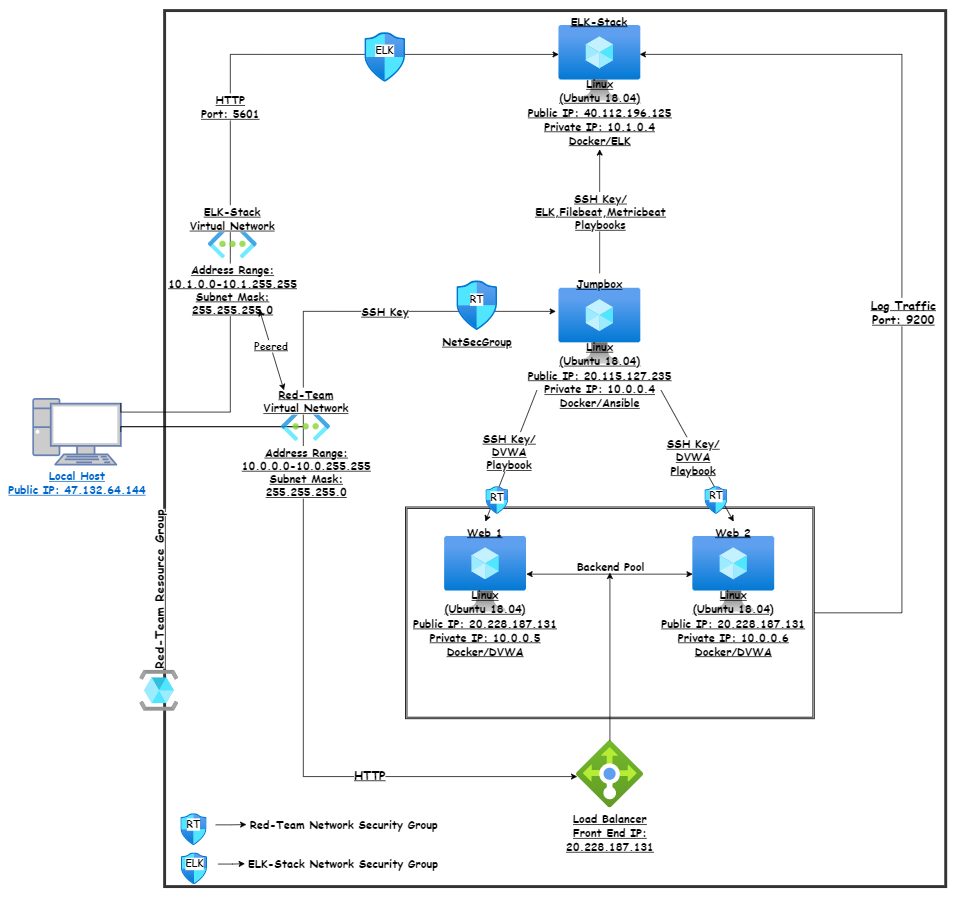 ELK-Stack
ELK
Linux
(Ubuntu 18.04)
Public IP: 40.112.196.125
Private IP: 10.1.0.4
Docker/ELK
HTTP
Port: 5601
SSH Key/
ELK,Filebeat,Metricbeat
Playbooks
ELK-Stack
Virtual Network
Address Range:
10.1.0.0-10.1.255.255
Subnet Mask:
255.255.255.0
Peered
SSH Key
RT
NetSecGroup
Jumpbox
Linux
(Ubuntu 18.04)
Public IP: 20.115.127.235
Private IP: 10.0.0.4
Docker/Ansible
Log Traffic
Port: 9200
Red-Team
Virtual Network
Address Range:
10.0.0.0-10.0.255.255
Subnet Mask:
255.255.255.0
Local Host
Public IP: 47.132.64.144
SSH Key/
DVWA
Playbook
SSH Key/
DVWA
Playbook
RT
RT
Web 1
Linux
(Ubuntu 18.04)
Public IP: 20.228.187.131
Private IP: 10.0.0.5
Docker/DVWA
Backend Pool
Web 2
Linux
(Ubuntu 18.04)
Public IP: 20.228.187.131
Private IP: 10.0.0.6
Docker/DVWA
Red-Team Resource Group
HTTP
Load Balancer
Front End IP:
20.228.187.131
RT
Red-Team Network Security Group
ELK
ELK-Stack Network Security Group